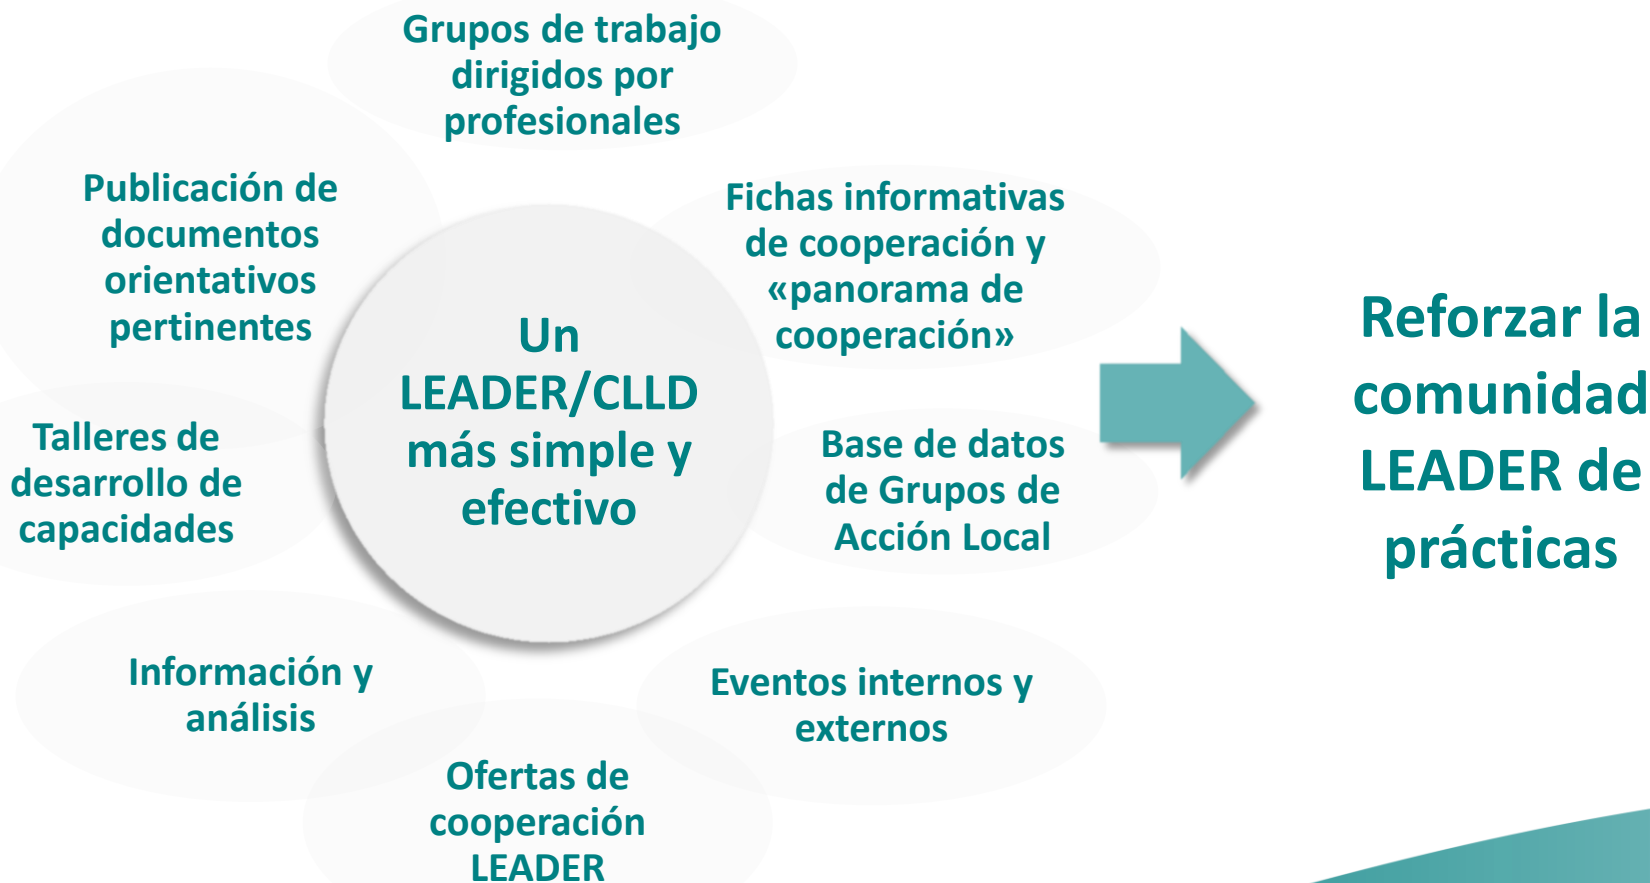 Grupos de trabajo
dirigidos por
profesionales
Publicación de
documentos
orientativos
pertinentes
Fichas informativas
de cooperación y
«panorama de
cooperación»
Un
LEADER/CLLD
más simple y
efectivo
Reforzar la
comunidad
LEADER de
prácticas
Talleres de
desarrollo de
capacidades
Base de datos
de Grupos de
Acción Local
Información y
análisis
Eventos internos y
externos
Ofertas de
cooperación
LEADER